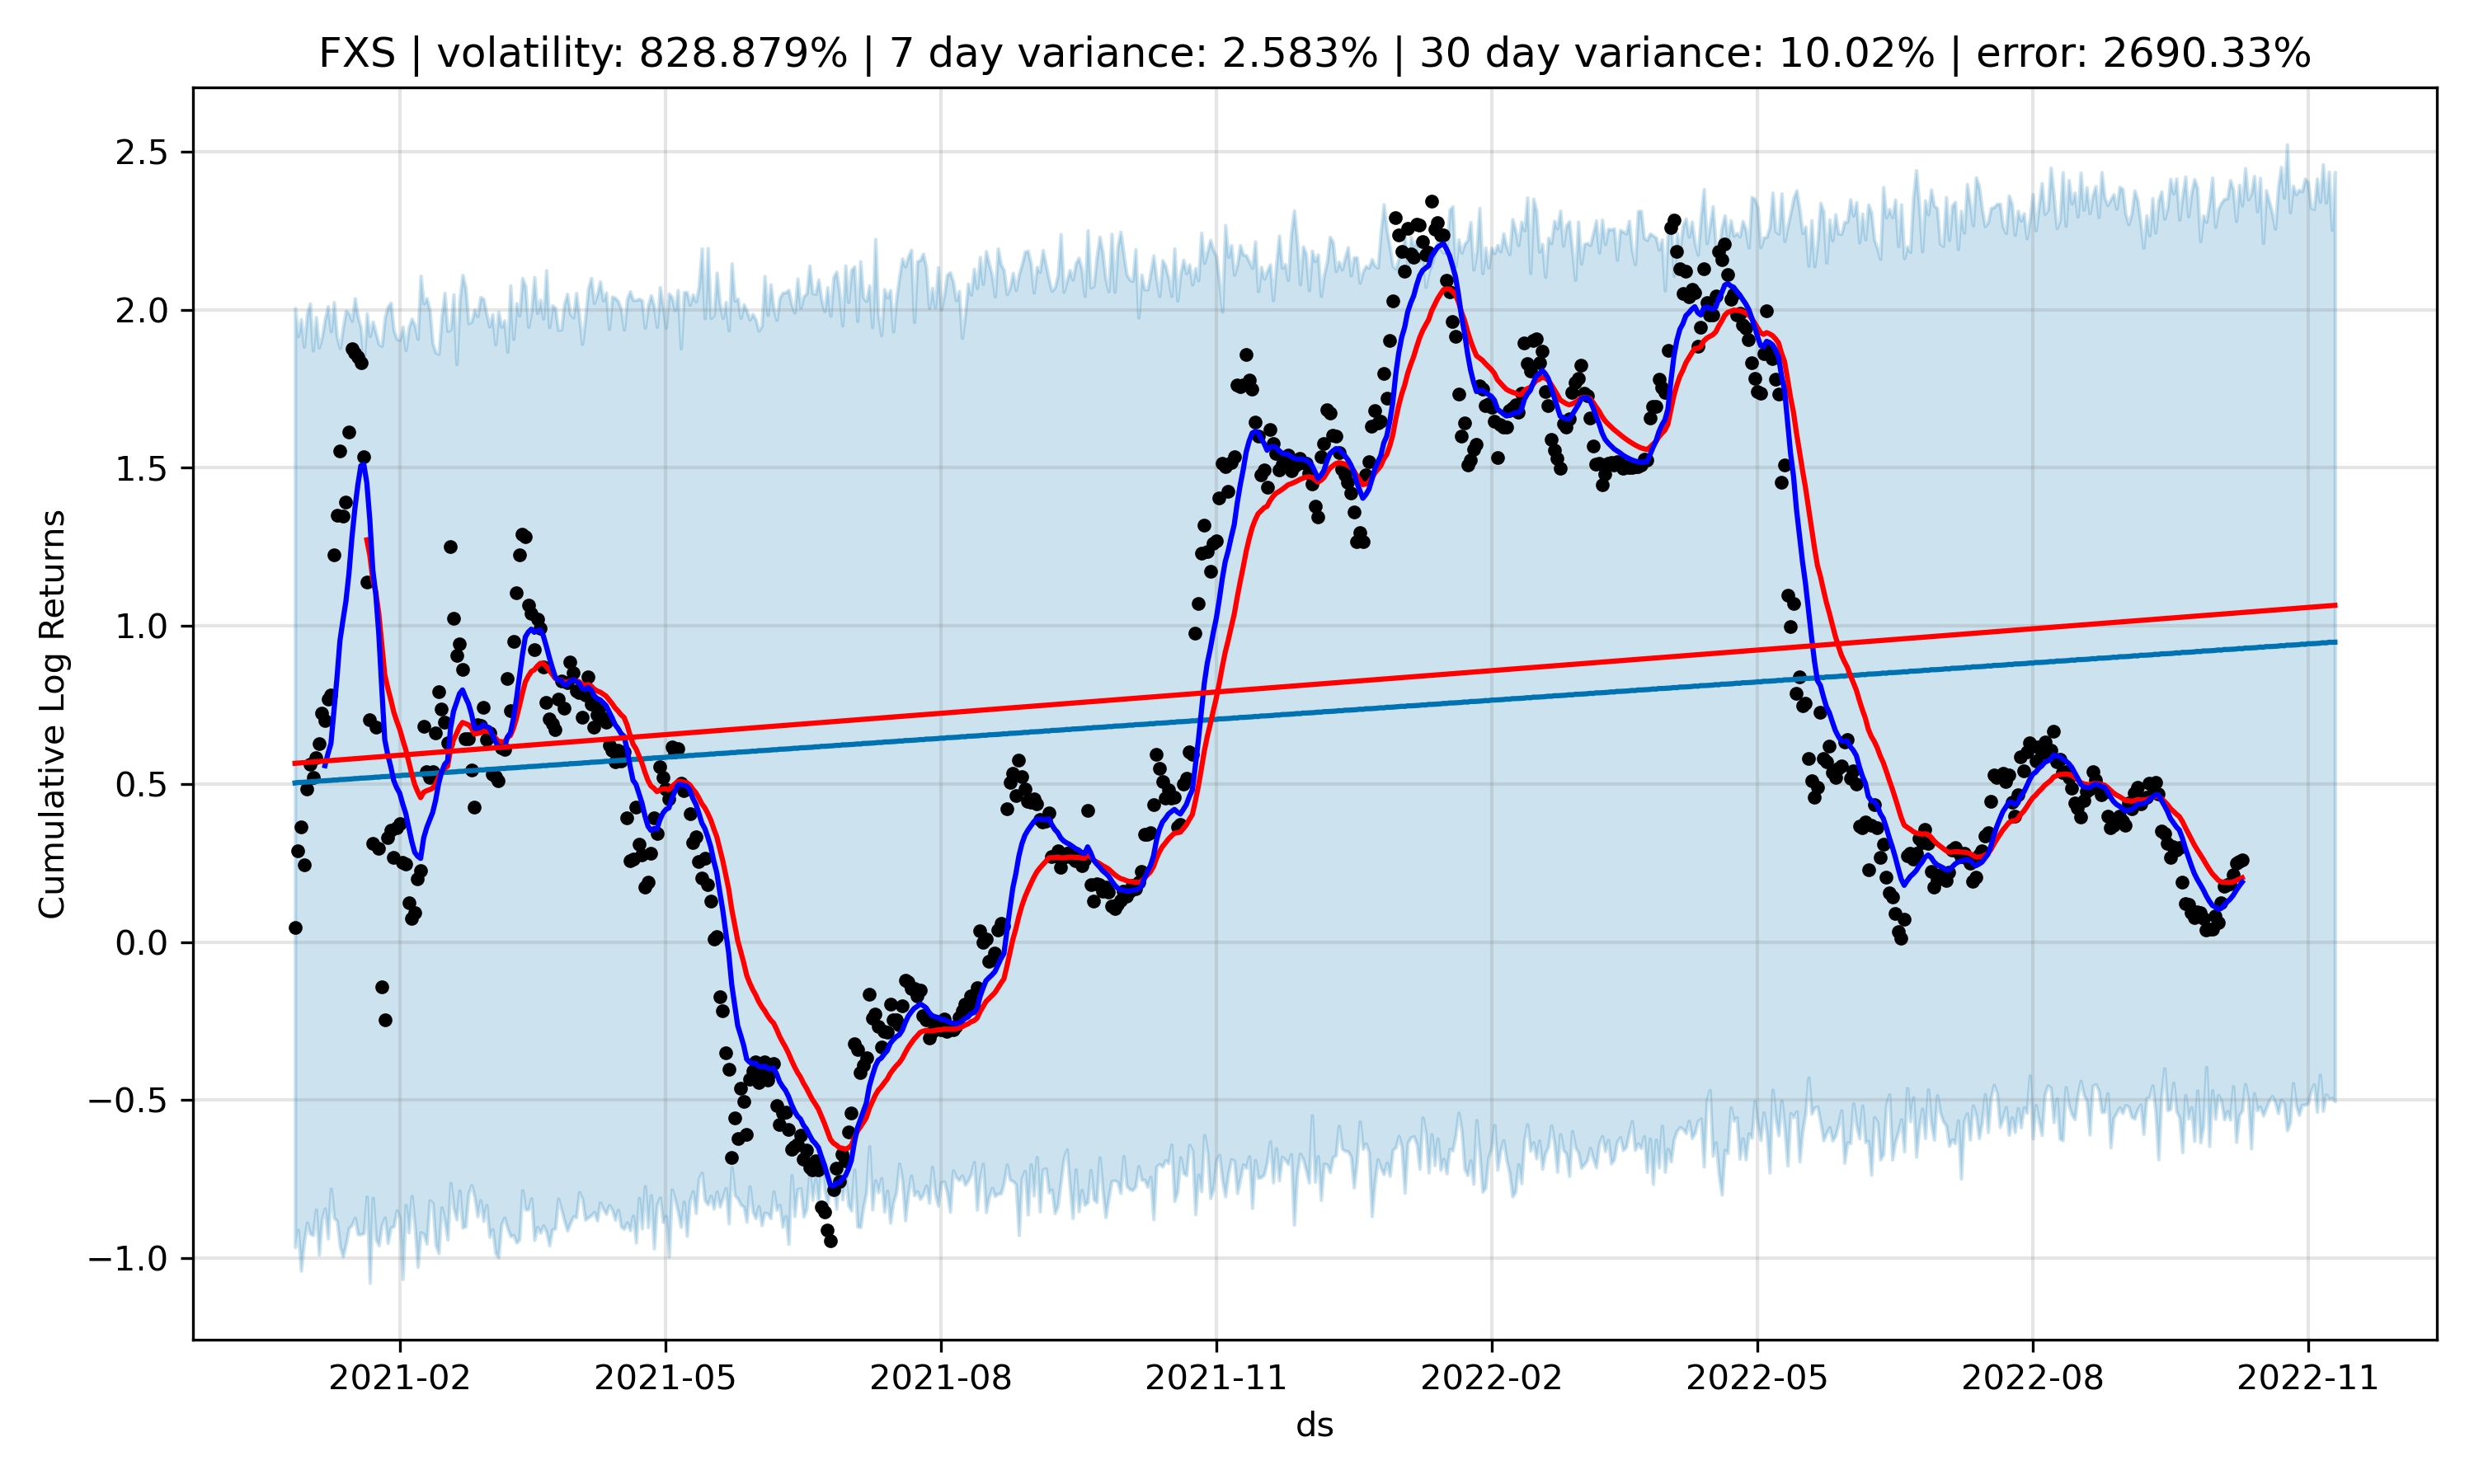 FXS | volatility: 828.879% | 7 day variance: 2.583% | 30 day variance: 10.02% | error: 2690.33%
Cumulative Log Returns
2.5
2.0
1.5
1.0
0.5
0.0
−0.5
−1.0
2021-02 2021-05 2021-08 2021-11 2022-02 2022-05 2022-08 2022-11
ds